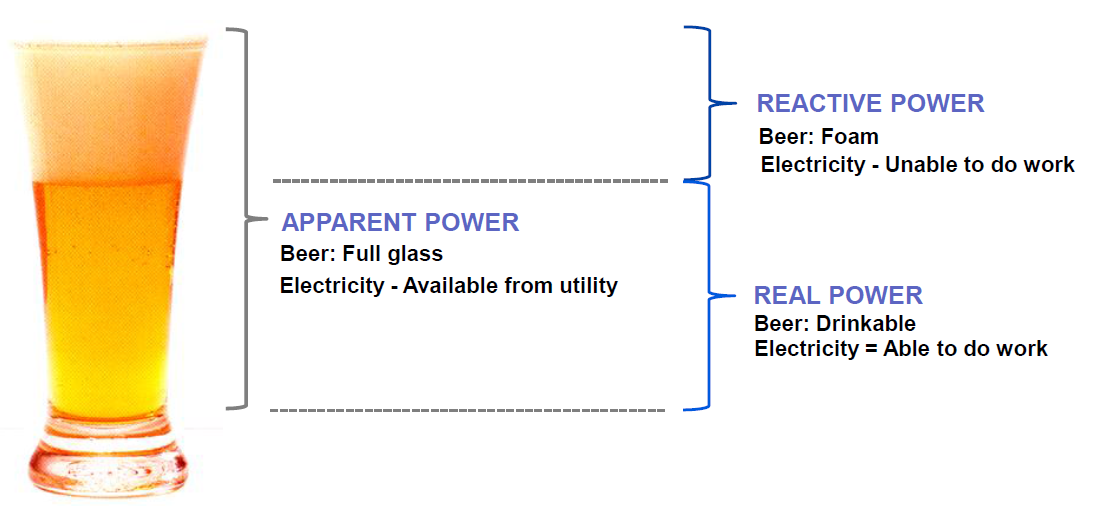 REACTIVE POWER
Beer: Foam
Electricity - Unable to do work
APPARENT POWER
Beer: Full glass
Electricity - Available from utility
REAL POWER
Beer: Drinkable
Electricity = Able to do work